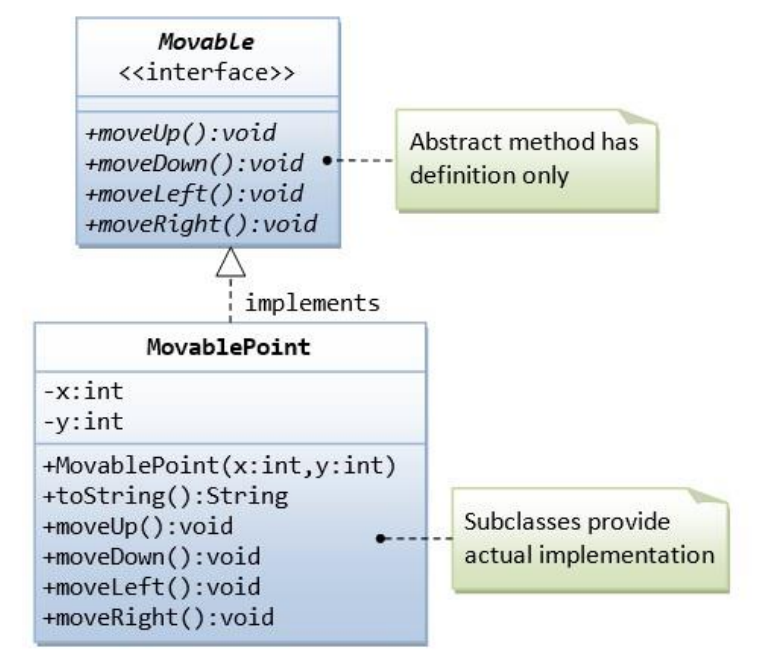 Movable
<<interface>>
+moveUp():void
+moveDown():void
+moveLeft():void
+moveRight():void
Abstract method has
definition only
implements
MovablePoint
-x:int
-y:int
+MovablePoint(x:int,y:int)
+toString():String
+moveUp():void
+moveDown():void
+moveLeft():void
+moveRight():void
Subclasses provide
actual implementation